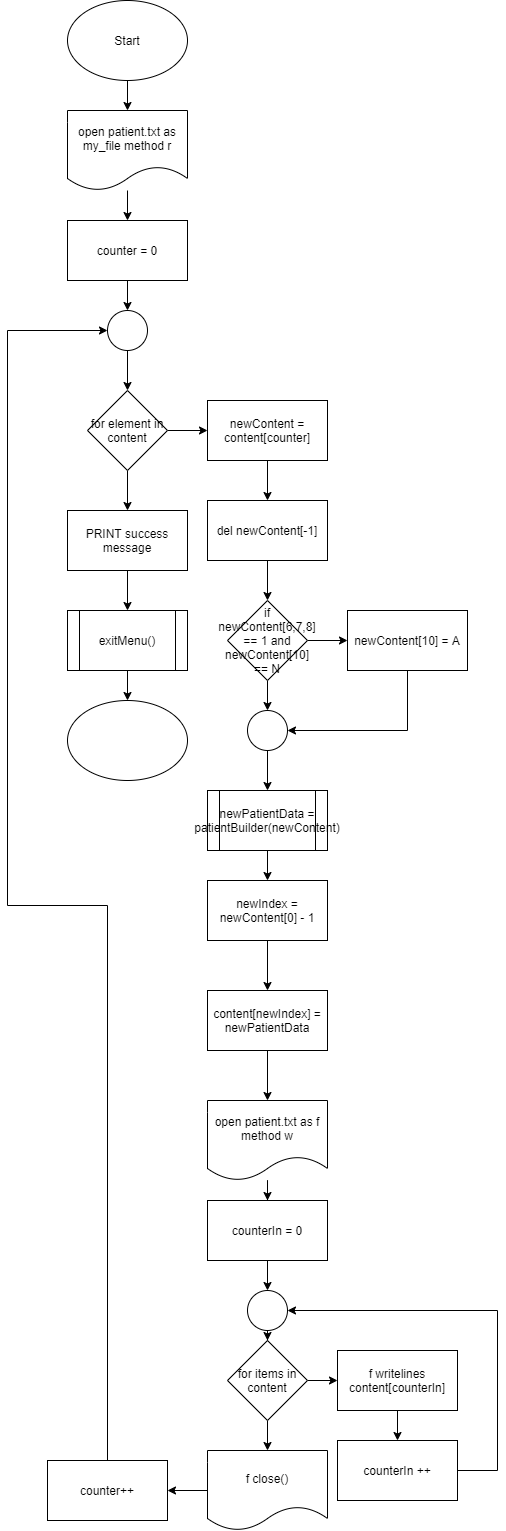 Start
open patient.txt as
my_file method r
counter = 0
for element in
content
newContent =
content[counter]
PRINT success
message
del newContent[-1]
exitMenu()
if
newContent[6,7,8]
== 1 and
newContent[10]
== N
newContent[10] = A
newPatientData =
patientBuilder(newContent)
newIndex =
newContent[0] - 1
content[newIndex] =
newPatientData
open patient.txt as f
method w
counterIn = 0
for items in
content
f writelines
content[counterIn]
counterIn ++
f close()
counter++